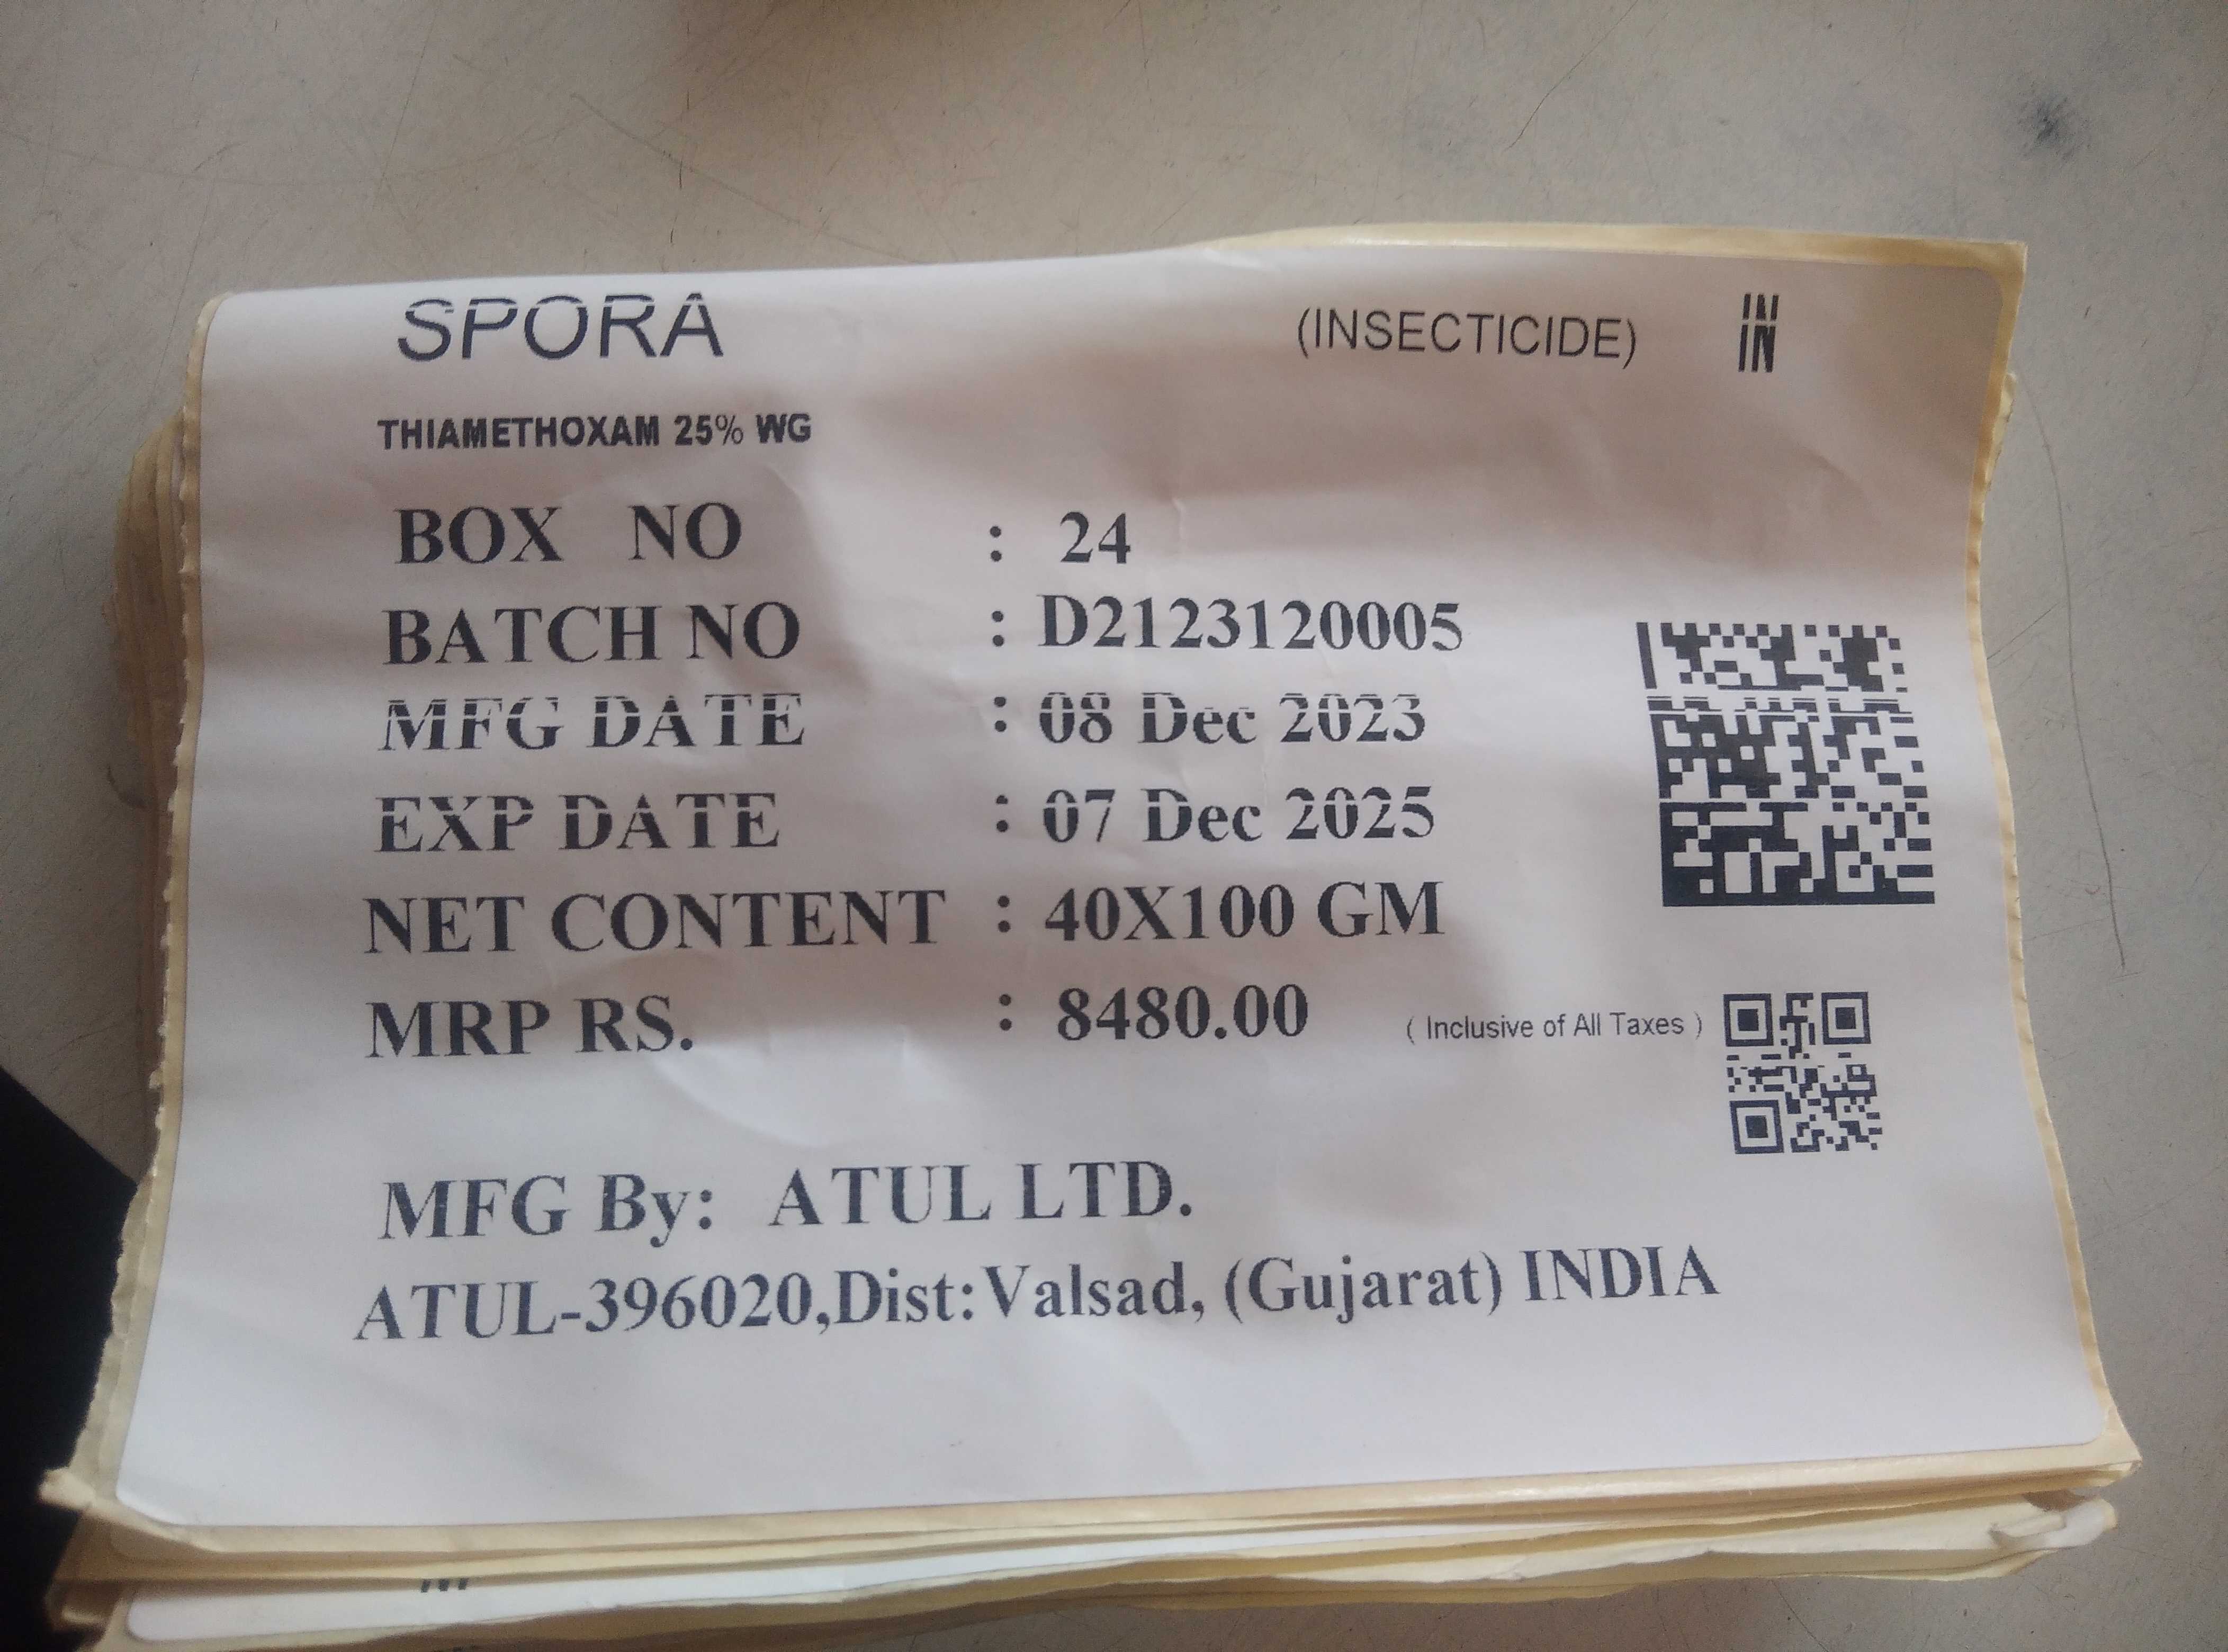 SPORA (INSECTICIDE) IN
THIAMETHOXAM 25% WG
BOX NO : 24
BATCH NO : D2123120005
MFG DATE : 08 Dec 2023
EXP DATE : 07 Dec 2025
NET CONTENT : 40X100 GM
MRP RS. : 8480.00 ( Inclusive of All Taxes )
MFG By: ATUL LTD.
ATUL-396020,Dist:Valsad, (Gujarat) INDIA